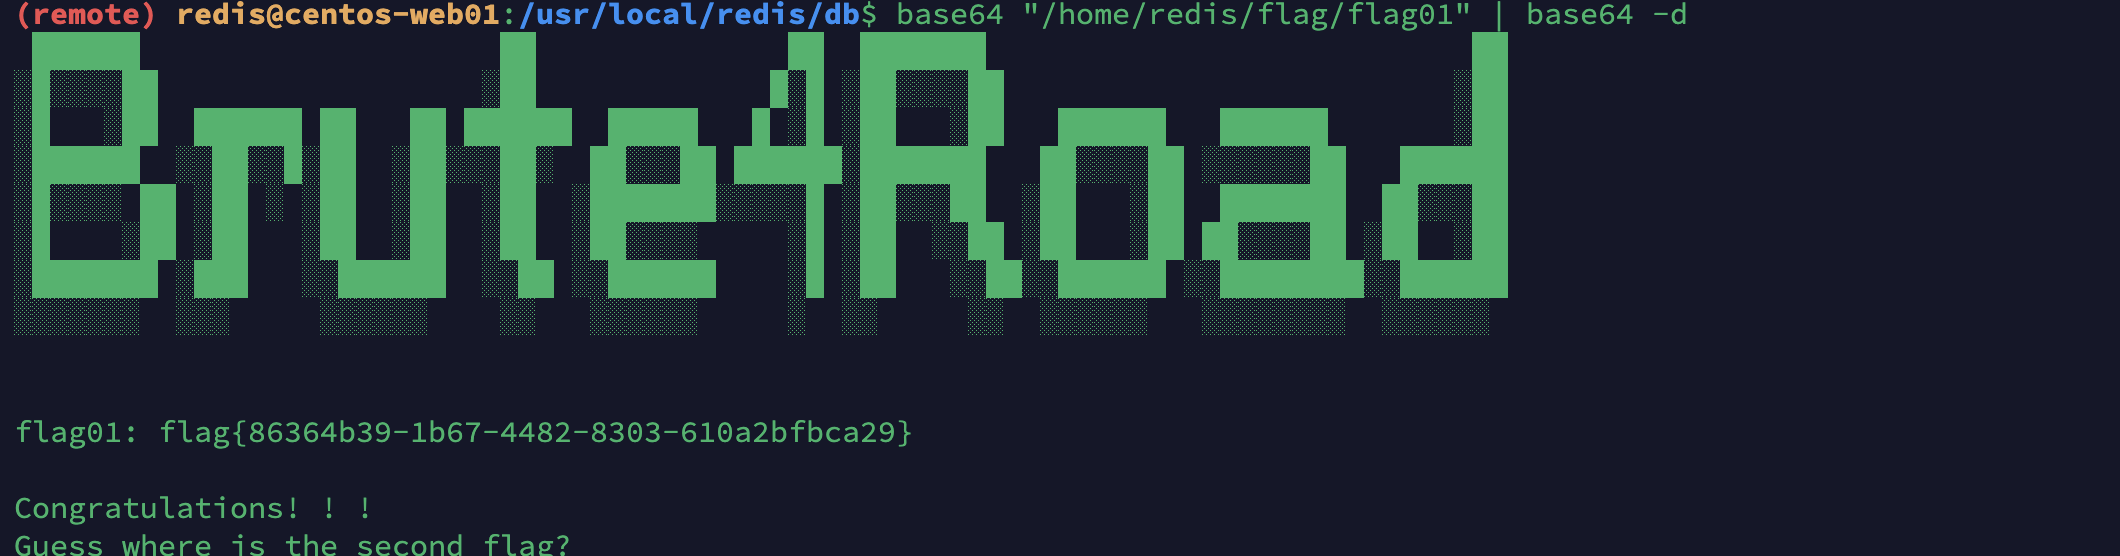 (remote) redis@centos-web01:/usr/local/redis/db$ base64 "/home/redis/flag/flag01" | base64 -d
Brute4Road
flag01: flag{86364b39-1b67-4482-8303-610a2bfbca29}
Congratulations! ! !
Guess where is the second flag?